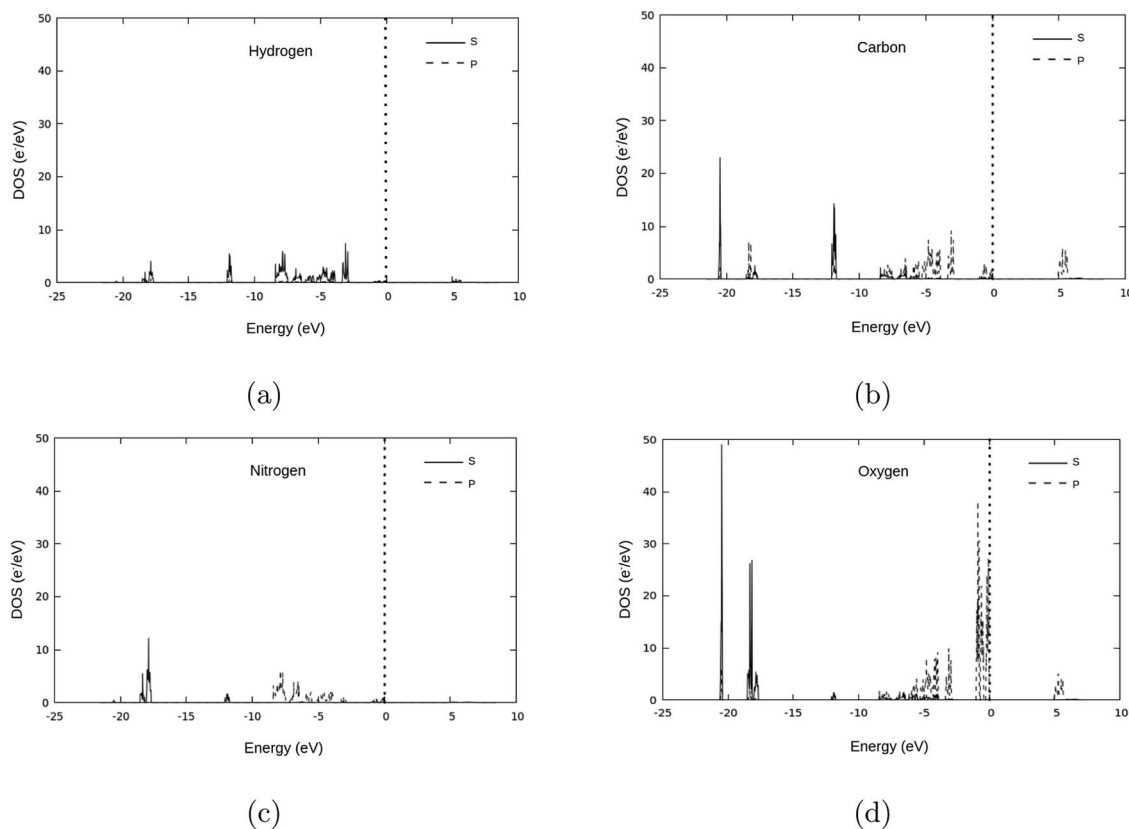 Hydrogen
S
P
50
40
30
20
10
0
DOS (e⁻/eV)
-25 -20 -15 -10 -5 0 5 10
Energy (eV)
(a)
Carbon
S
P
50
40
30
20
10
0
DOS (e⁻/eV)
-25 -20 -15 -10 -5 0 5 10
Energy (eV)
(b)
Nitrogen
S
P
50
40
30
20
10
0
DOS (e⁻/eV)
-25 -20 -15 -10 -5 0 5 10
Energy (eV)
(c)
Oxygen
S
P
50
40
30
20
10
0
DOS (e⁻/eV)
-25 -20 -15 -10 -5 0 5 10
Energy (eV)
(d)